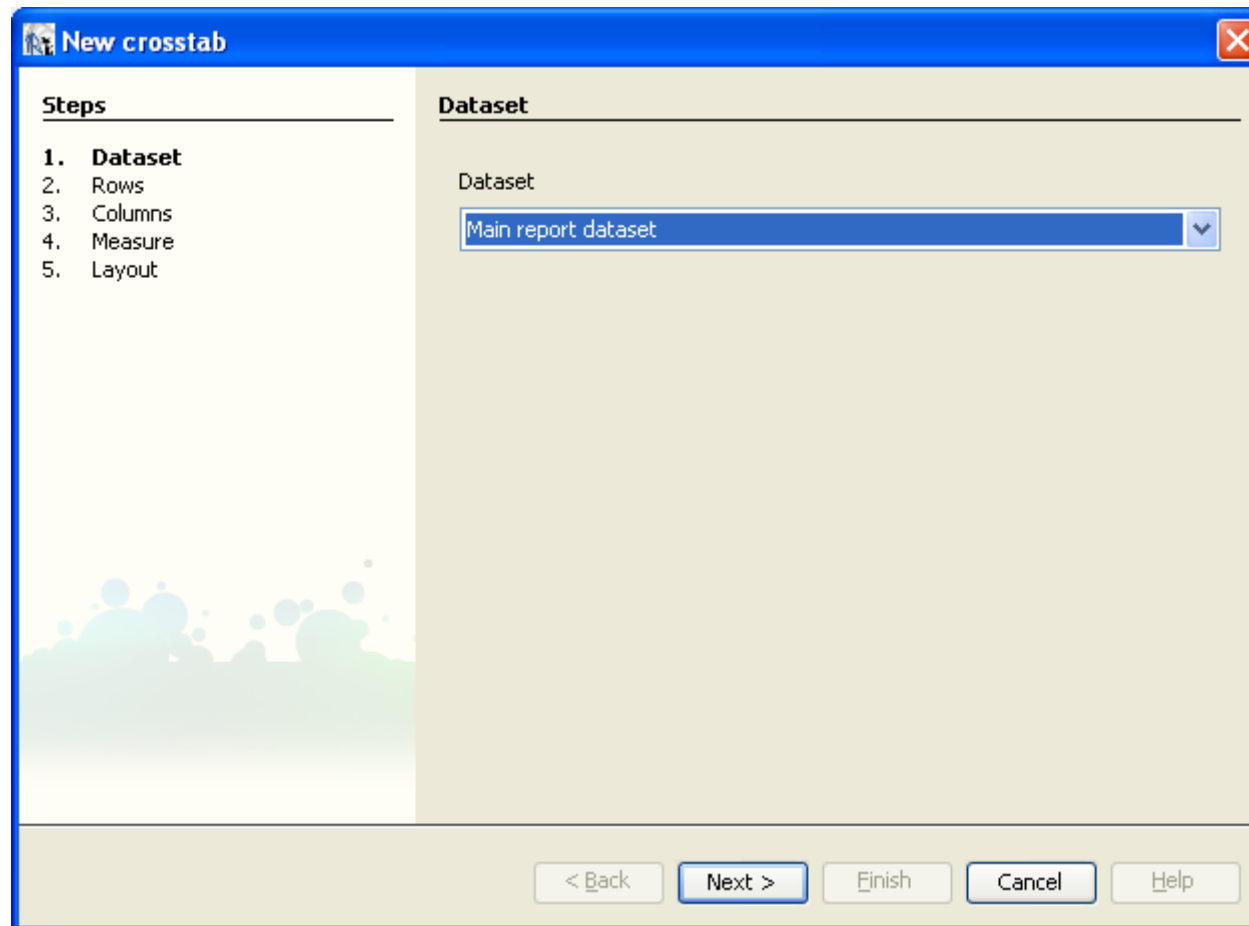 New crosstab
Steps
1. Dataset
2. Rows
3. Columns
4. Measure
5. Layout
Dataset
Dataset
Main report dataset
< Back
Next >
Finish
Cancel
Help